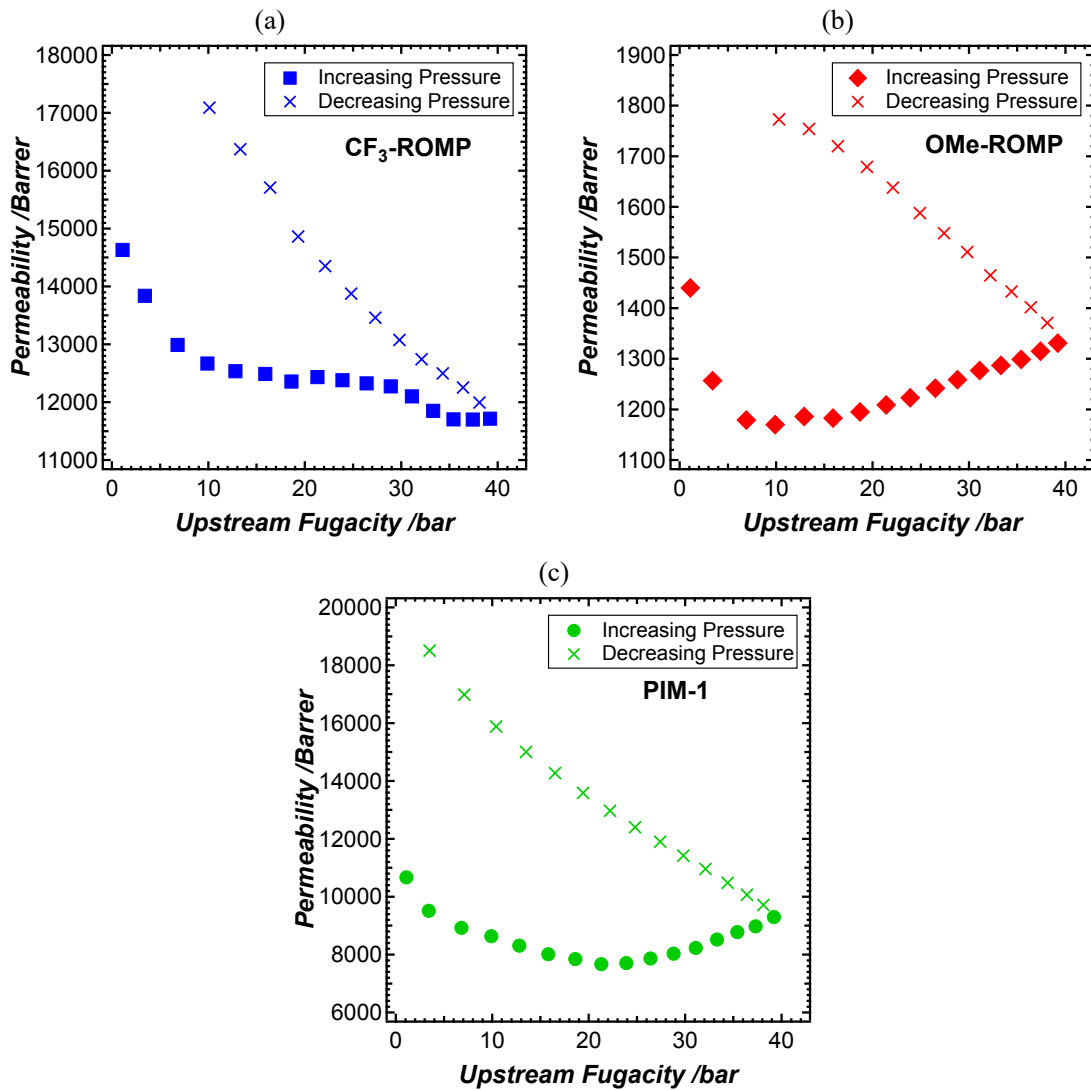 (a)
18000
17000
16000
15000
14000
13000
12000
11000
Permeability /Barrer
Increasing Pressure
Decreasing Pressure
CF₃-ROMP
0 10 20 30 40
Upstream Fugacity /bar
(b)
1900
1800
1700
1600
1500
1400
1300
1200
1100
Permeability /Barrer
Increasing Pressure
Decreasing Pressure
OMe-ROMP
0 10 20 30 40
Upstream Fugacity /bar
(c)
20000
18000
16000
14000
12000
10000
8000
6000
Permeability /Barrer
Increasing Pressure
Decreasing Pressure
PIM-1
0 10 20 30 40
Upstream Fugacity /bar